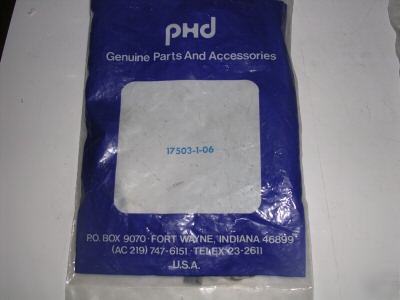 PHd
Genuine Parts And Accessories
17503-1-06
P.O. BOX 9070 · FORT WAYNE, INDIANA 46899
(AC 219) 747-6151 · TELEX 23-2611
U.S.A.